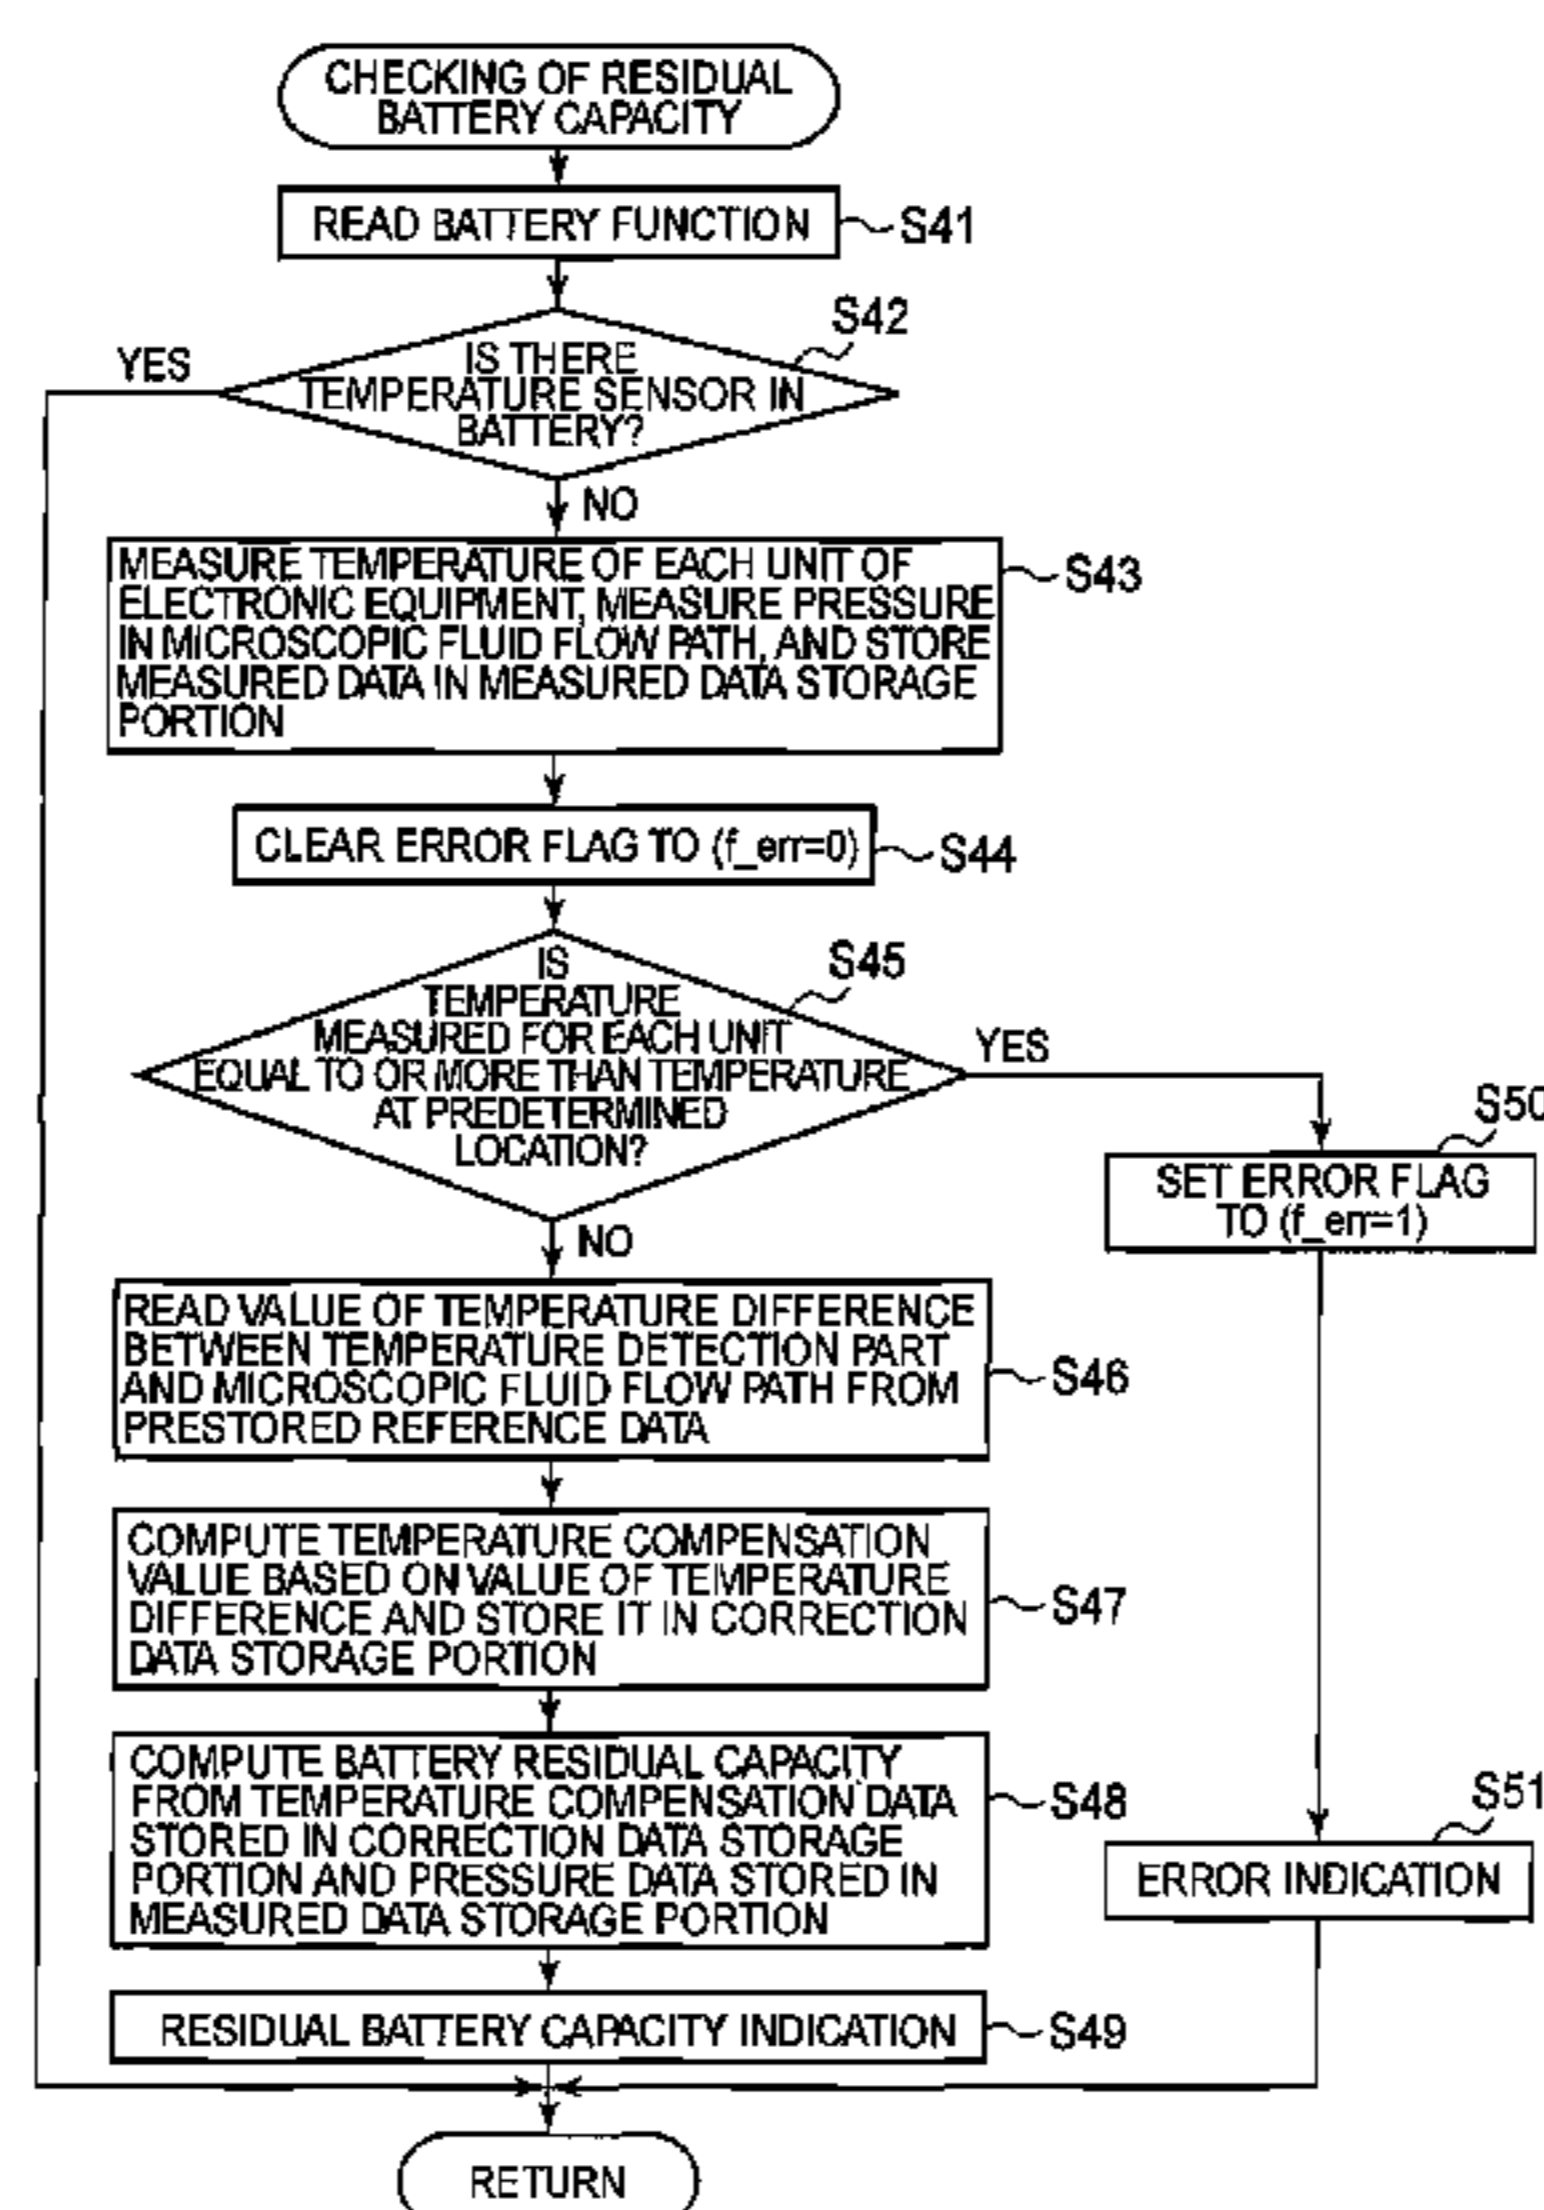 CHECKING OF RESIDUAL
BATTERY CAPACITY
READ BATTERY FUNCTION
S41
S42
YES
IS THERE
TEMPERATURE SENSOR IN
BATTERY?
NO
MEASURE TEMPERATURE OF EACH UNIT OF
ELECTRONIC EQUIPMENT, MEASURE PRESSURE
IN MICROSCOPIC FLUID FLOW PATH, AND STORE
MEASURED DATA IN MEASURED DATA STORAGE
PORTION
S43
CLEAR ERROR FLAG TO (f_err=0)
S44
S45
IS
TEMPERATURE
MEASURED FOR EACH UNIT
EQUAL TO OR MORE THAN TEMPERATURE
AT PREDETERMINED
LOCATION?
YES
S50
SET ERROR FLAG
TO (f_err=1)
NO
READ VALUE OF TEMPERATURE DIFFERENCE
BETWEEN TEMPERATURE DETECTION PART
AND MICROSCOPIC FLUID FLOW PATH FROM
PRESTORED REFERENCE DATA
S46
COMPUTE TEMPERATURE COMPENSATION
VALUE BASED ON VALUE OF TEMPERATURE
DIFFERENCE AND STORE IT IN CORRECTION
DATA STORAGE PORTION
S47
COMPUTE BATTERY RESIDUAL CAPACITY
FROM TEMPERATURE COMPENSATION DATA
STORED IN CORRECTION DATA STORAGE
PORTION AND PRESSURE DATA STORED IN
MEASURED DATA STORAGE PORTION
S48
S51
ERROR INDICATION
RESIDUAL BATTERY CAPACITY INDICATION
S49
RETURN